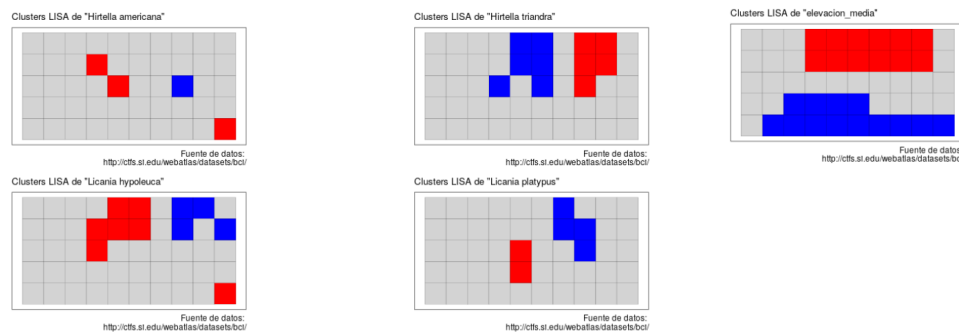 Clusters LISA de "Hirtella americana"
Fuente de datos:
http://ctfs.si.edu/webatlas/datasets/bci/
Clusters LISA de "Hirtella triandra"
Fuente de datos:
http://ctfs.si.edu/webatlas/datasets/bci/
Clusters LISA de "elevacion_media"
Fuente de datos
http://ctfs.si.edu/webatlas/datasets/bc
Clusters LISA de "Licania hypoleuca"
Fuente de datos:
http://ctfs.si.edu/webatlas/datasets/bci/
Clusters LISA de "Licania platypus"
Fuente de datos:
http://ctfs.si.edu/webatlas/datasets/bci/